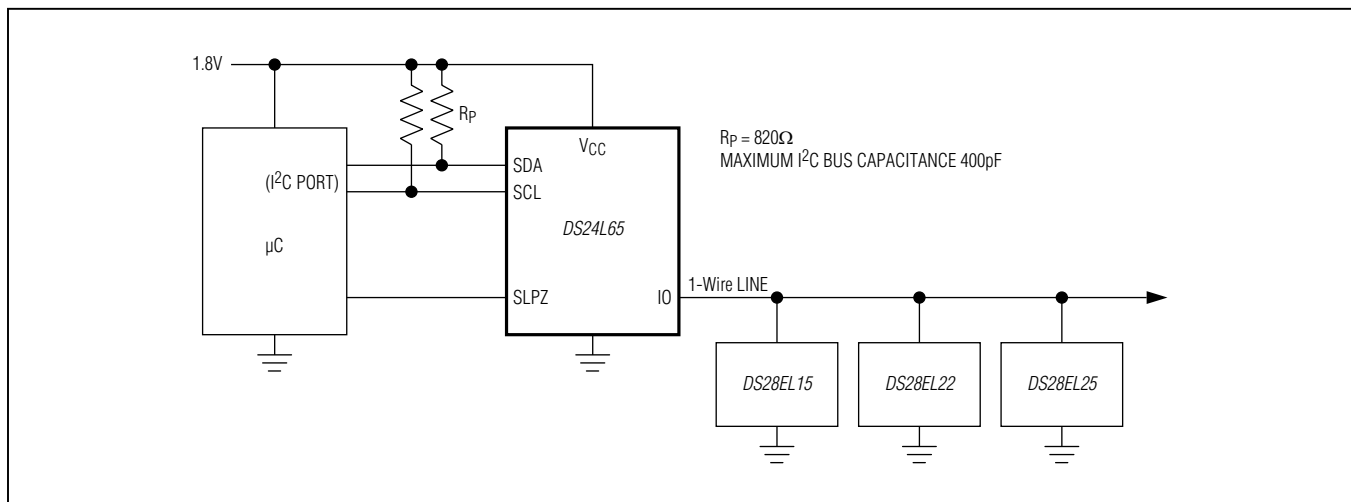 1.8V
RP
VCC
RP = 820Ω
MAXIMUM I2C BUS CAPACITANCE 400pF
SDA
(I2C PORT)
SCL
DS24L65
µC
1-Wire LINE
SLPZ
IO
DS28EL15
DS28EL22
DS28EL25